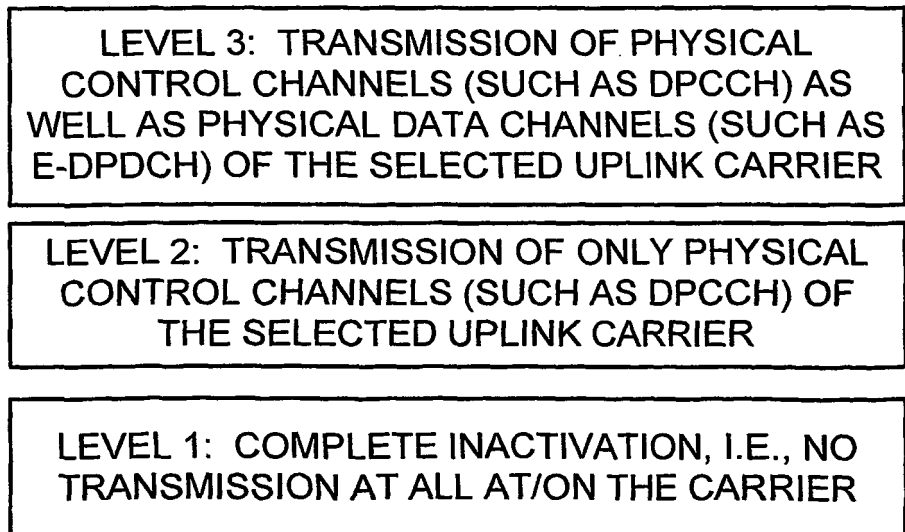 LEVEL 3: TRANSMISSION OF PHYSICAL
CONTROL CHANNELS (SUCH AS DPCCH) AS
WELL AS PHYSICAL DATA CHANNELS (SUCH AS
E-DPDCH) OF THE SELECTED UPLINK CARRIER
LEVEL 2: TRANSMISSION OF ONLY PHYSICAL
CONTROL CHANNELS (SUCH AS DPCCH) OF
THE SELECTED UPLINK CARRIER
LEVEL 1: COMPLETE INACTIVATION, I.E., NO
TRANSMISSION AT ALL AT/ON THE CARRIER